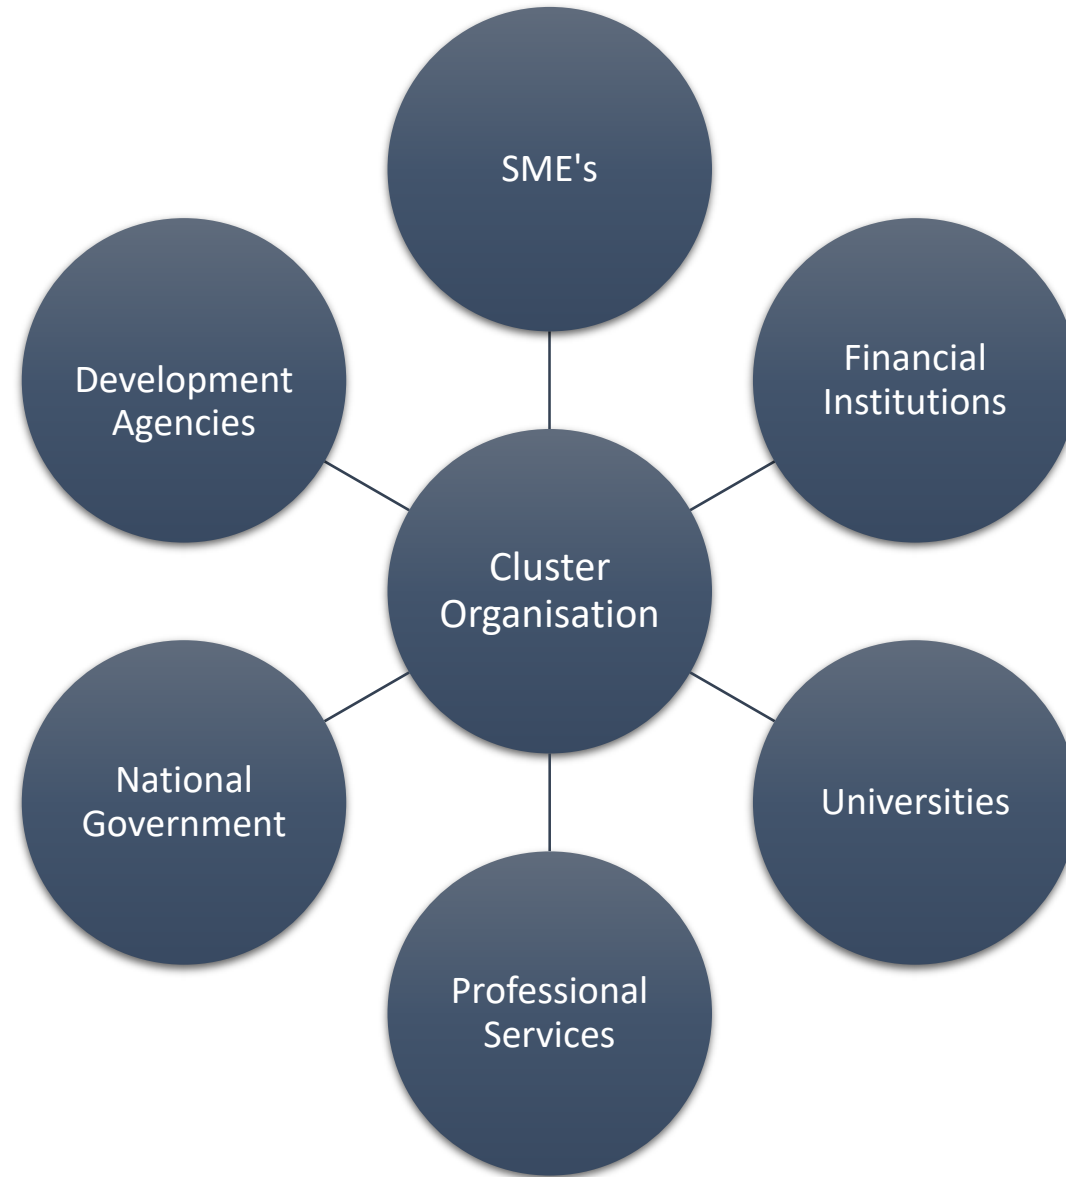 SME's
Development
Agencies
Financial
Institutions
Cluster
Organisation
National
Government
Universities
Professional
Services